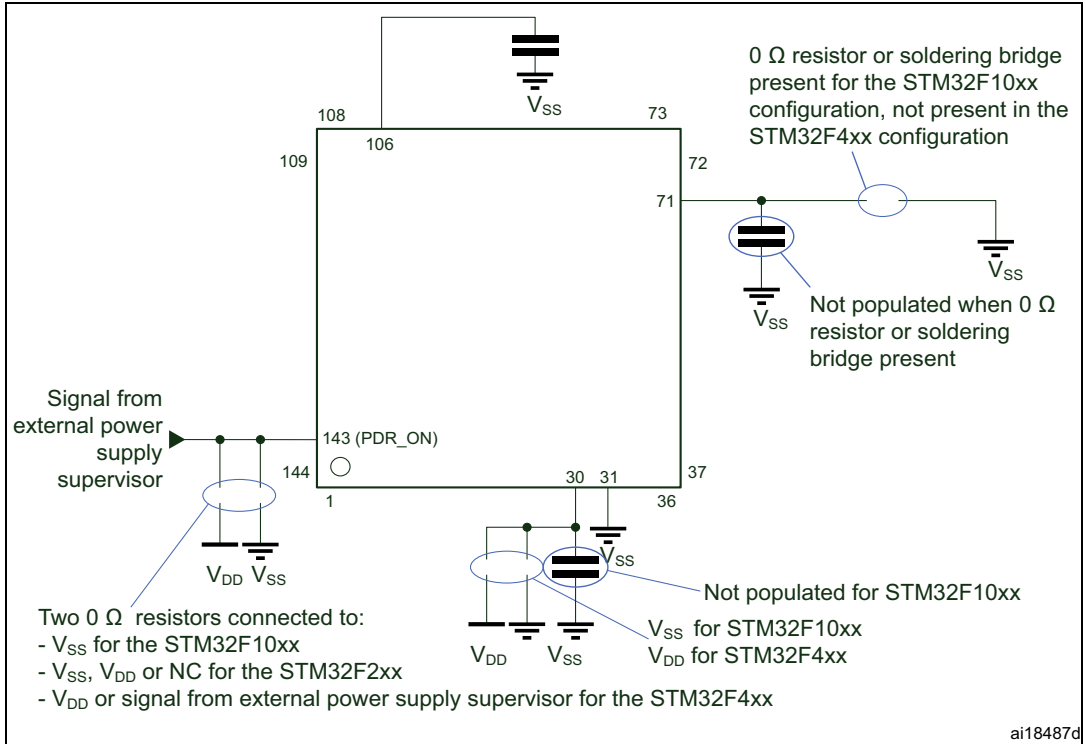 V_SS
0 Ω resistor or soldering bridge
present for the STM32F10xx
configuration, not present in the
STM32F4xx configuration
108
73
106
109
72
71
V_SS
V_SS
Not populated when 0 Ω
resistor or soldering
bridge present
Signal from
external power
supply
supervisor
143 (PDR_ON)
144
1
30
31
37
36
V_SS
V_DD
V_SS
Not populated for STM32F10xx
V_SS for STM32F10xx
V_DD for STM32F4xx
V_DD
V_SS
Two 0 Ω resistors connected to:
- V_SS for the STM32F10xx
- V_SS, V_DD or NC for the STM32F2xx
- V_DD or signal from external power supply supervisor for the STM32F4xx
ai18487d